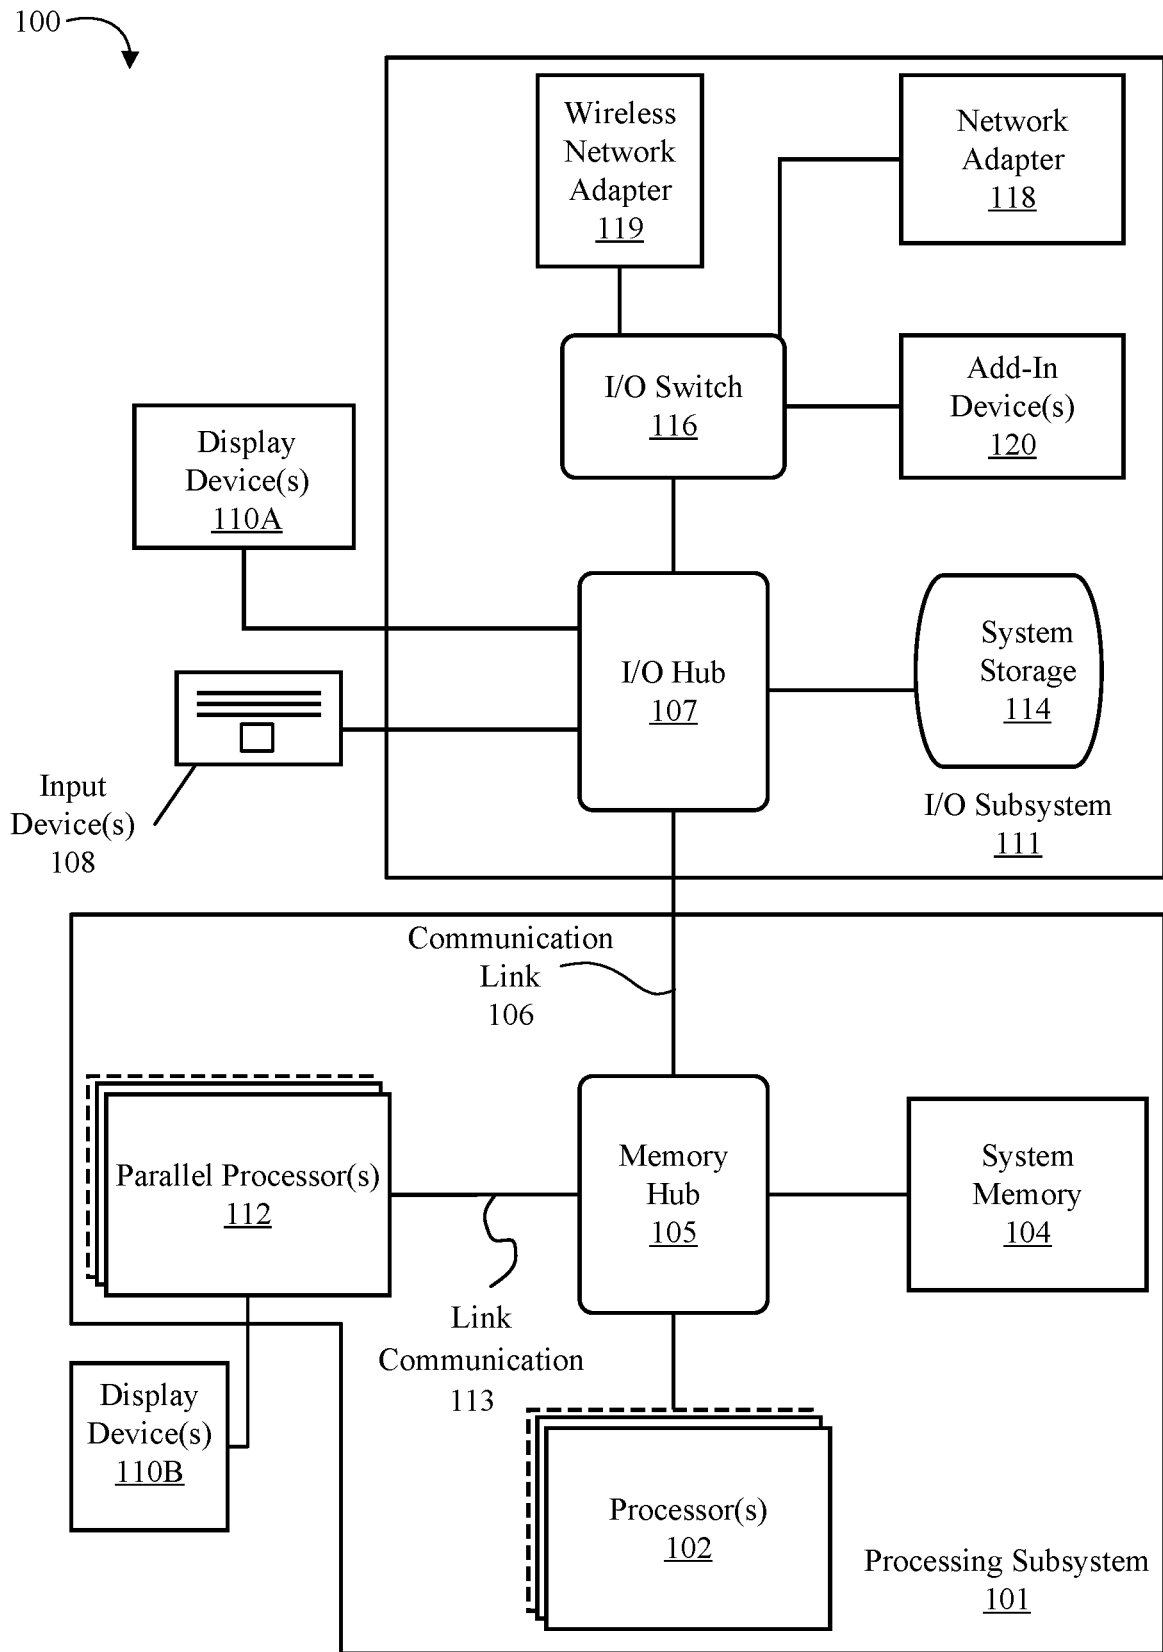 100
Wireless
Network
Adapter
119
Network
Adapter
118
I/O Switch
116
Add-In
Device(s)
120
Display
Device(s)
110A
I/O Hub
107
System
Storage
114
Input
Device(s)
108
I/O Subsystem
111
Communication
Link
106
Parallel Processor(s)
112
Memory
Hub
105
System
Memory
104
Link
Communication
113
Display
Device(s)
110B
Processor(s)
102
Processing Subsystem
101